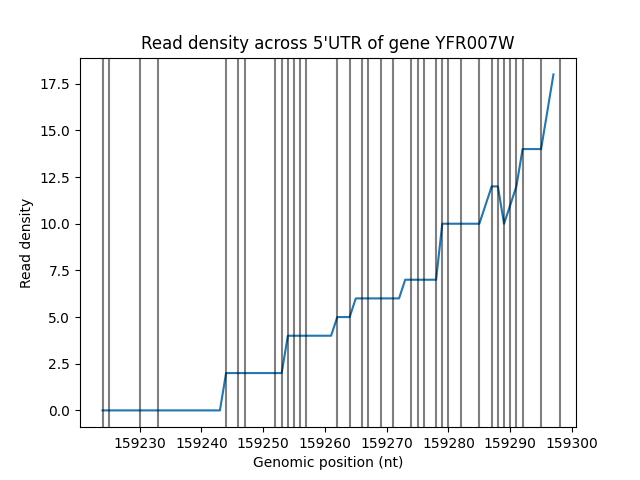 Read density across 5'UTR of gene YFR007W
17.5
15.0
12.5
10.0
7.5
5.0
2.5
0.0
Read density
159230 159240 159250 159260 159270 159280 159290 159300
Genomic position (nt)